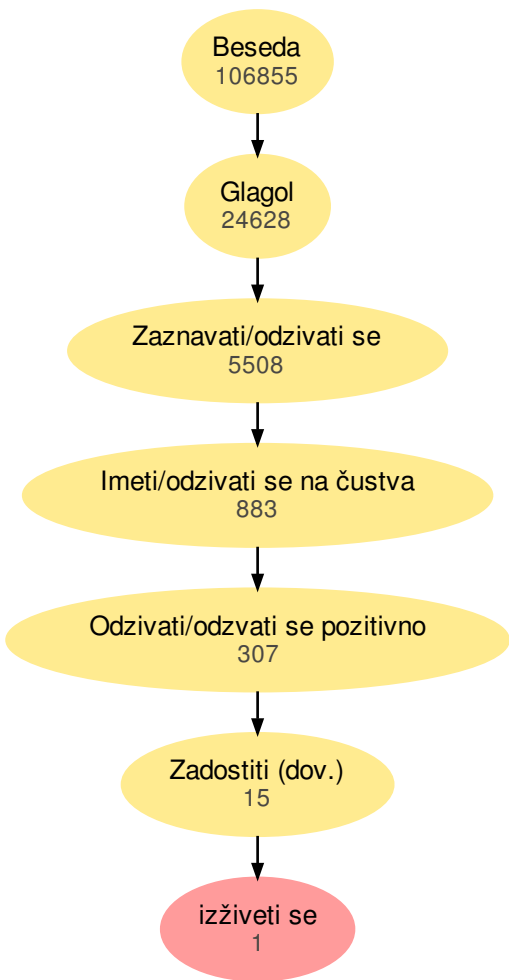 Beseda
106855
Glagol
24628
Zaznavati/odzivati se
5508
Imeti/odzivati se na čustva
883
Odzivati/odzvati se pozitivno
307
Zadostiti (dov.)
15
izživeti se
1